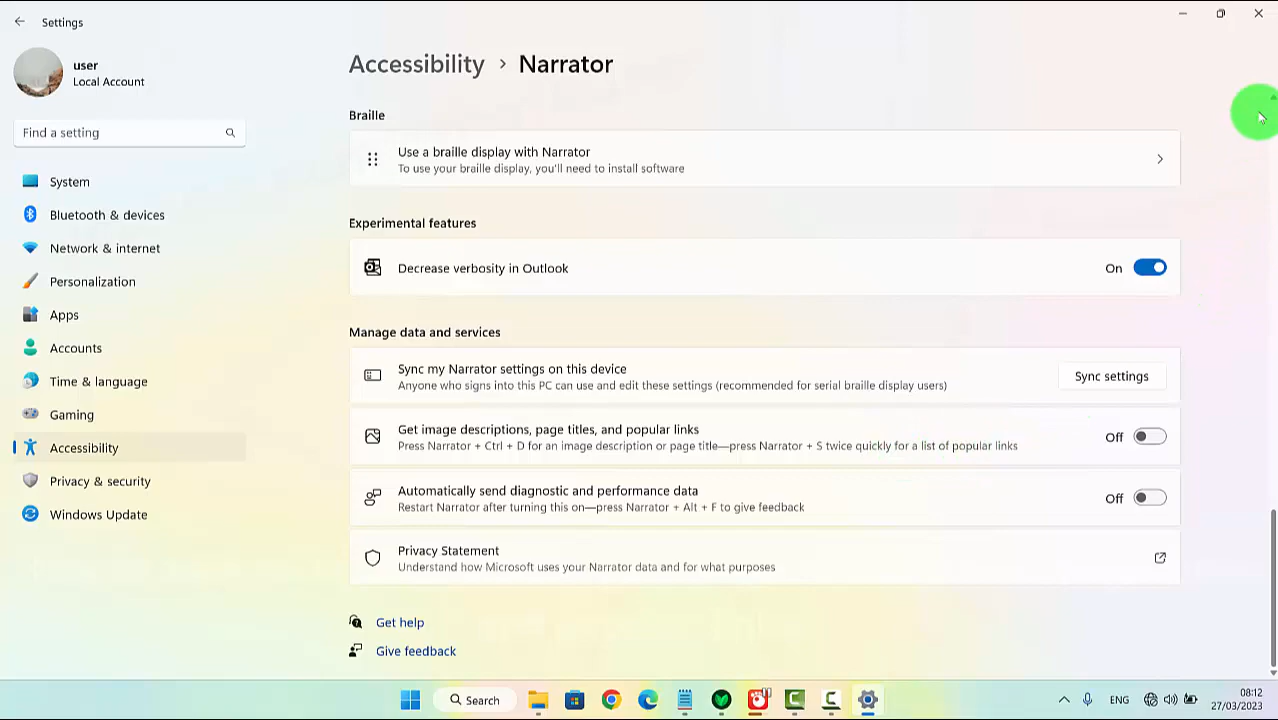 Settings
user
Local Account
Find a setting
System
Bluetooth & devices
Network & internet
Personalization
Apps
Accounts
Time & language
Gaming
Accessibility
Privacy & security
Windows Update
Accessibility > Narrator
Braille
Use a braille display with Narrator
To use your braille display, you'll need to install software
Experimental features
Decrease verbosity in Outlook
On
Manage data and services
Sync my Narrator settings on this device
Anyone who signs into this PC can use and edit these settings (recommended for serial braille display users)
Sync settings
Get image descriptions, page titles, and popular links
Press Narrator + Ctrl + D for an image description or page title—press Narrator + S twice quickly for a list of popular links
Off
Automatically send diagnostic and performance data
Restart Narrator after turning this on—press Narrator + Alt + F to give feedback
Off
Privacy Statement
Understand how Microsoft uses your Narrator data and for what purposes
Get help
Give feedback
Search
ENG
08:12
27/03/2023